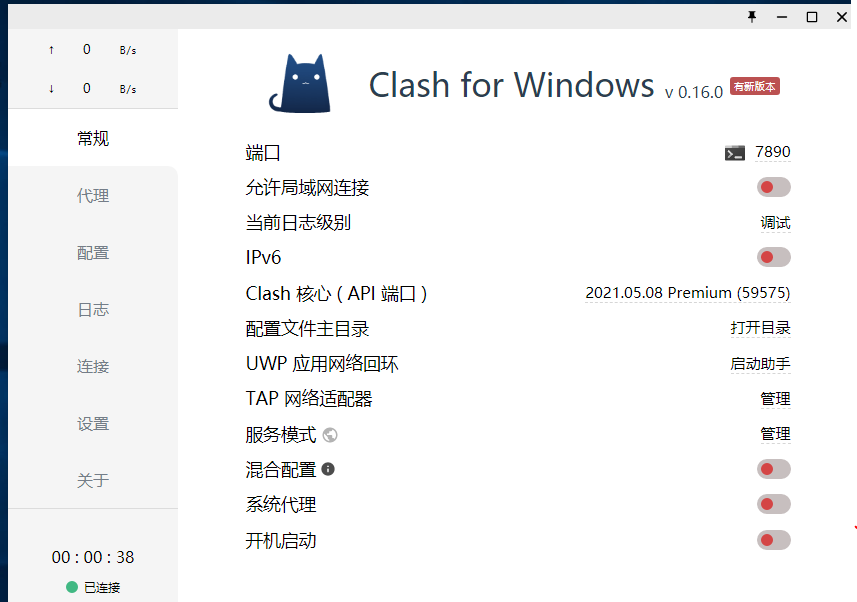 ↑ 0 B/s
↓ 0 B/s
常规
代理
配置
日志
连接
设置
关于
00 : 00 : 38
已连接
Clash for Windows v 0.16.0 有新版本
端口 7890
允许局域网连接
当前日志级别 调试
IPv6
Clash 核心 ( API 端口 ) 2021.05.08 Premium (59575)
配置文件主目录 打开目录
UWP 应用网络回环 启动助手
TAP 网络适配器 管理
服务模式 管理
混合配置
系统代理
开机启动